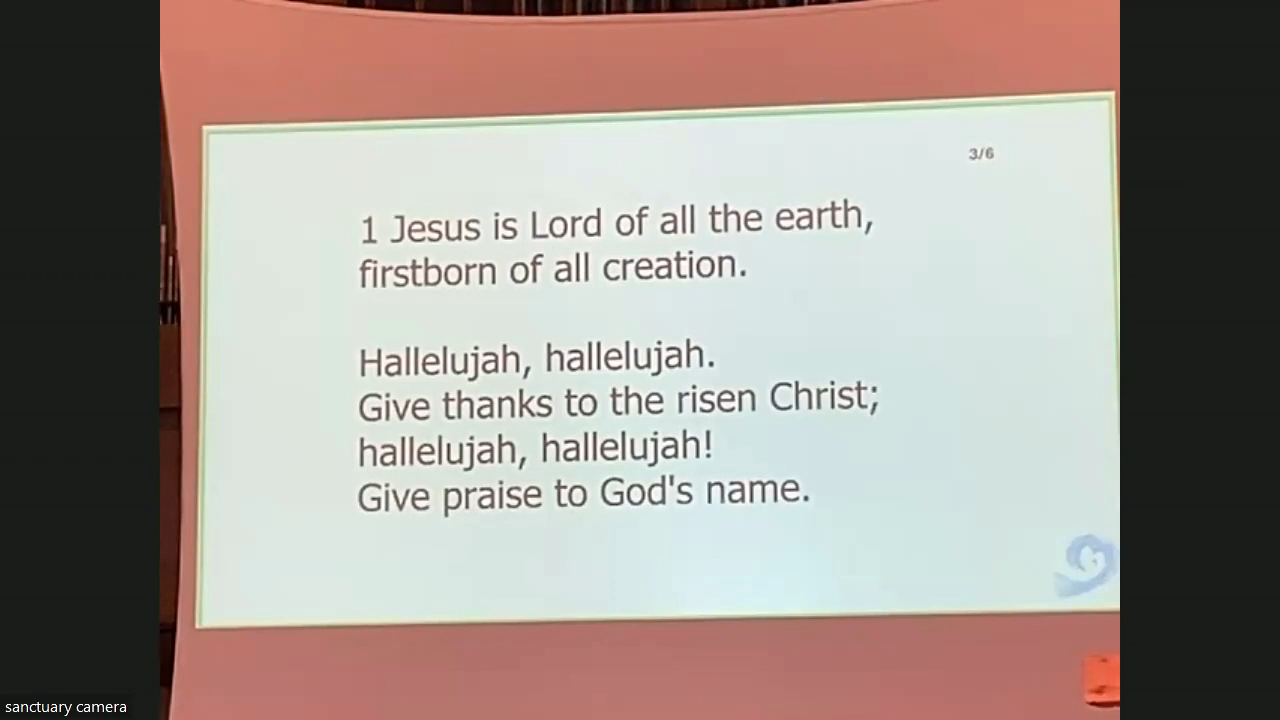 3/6
1 Jesus is Lord of all the earth,
firstborn of all creation.
Hallelujah, hallelujah.
Give thanks to the risen Christ;
hallelujah, hallelujah!
Give praise to God's name.
sanctuary camera